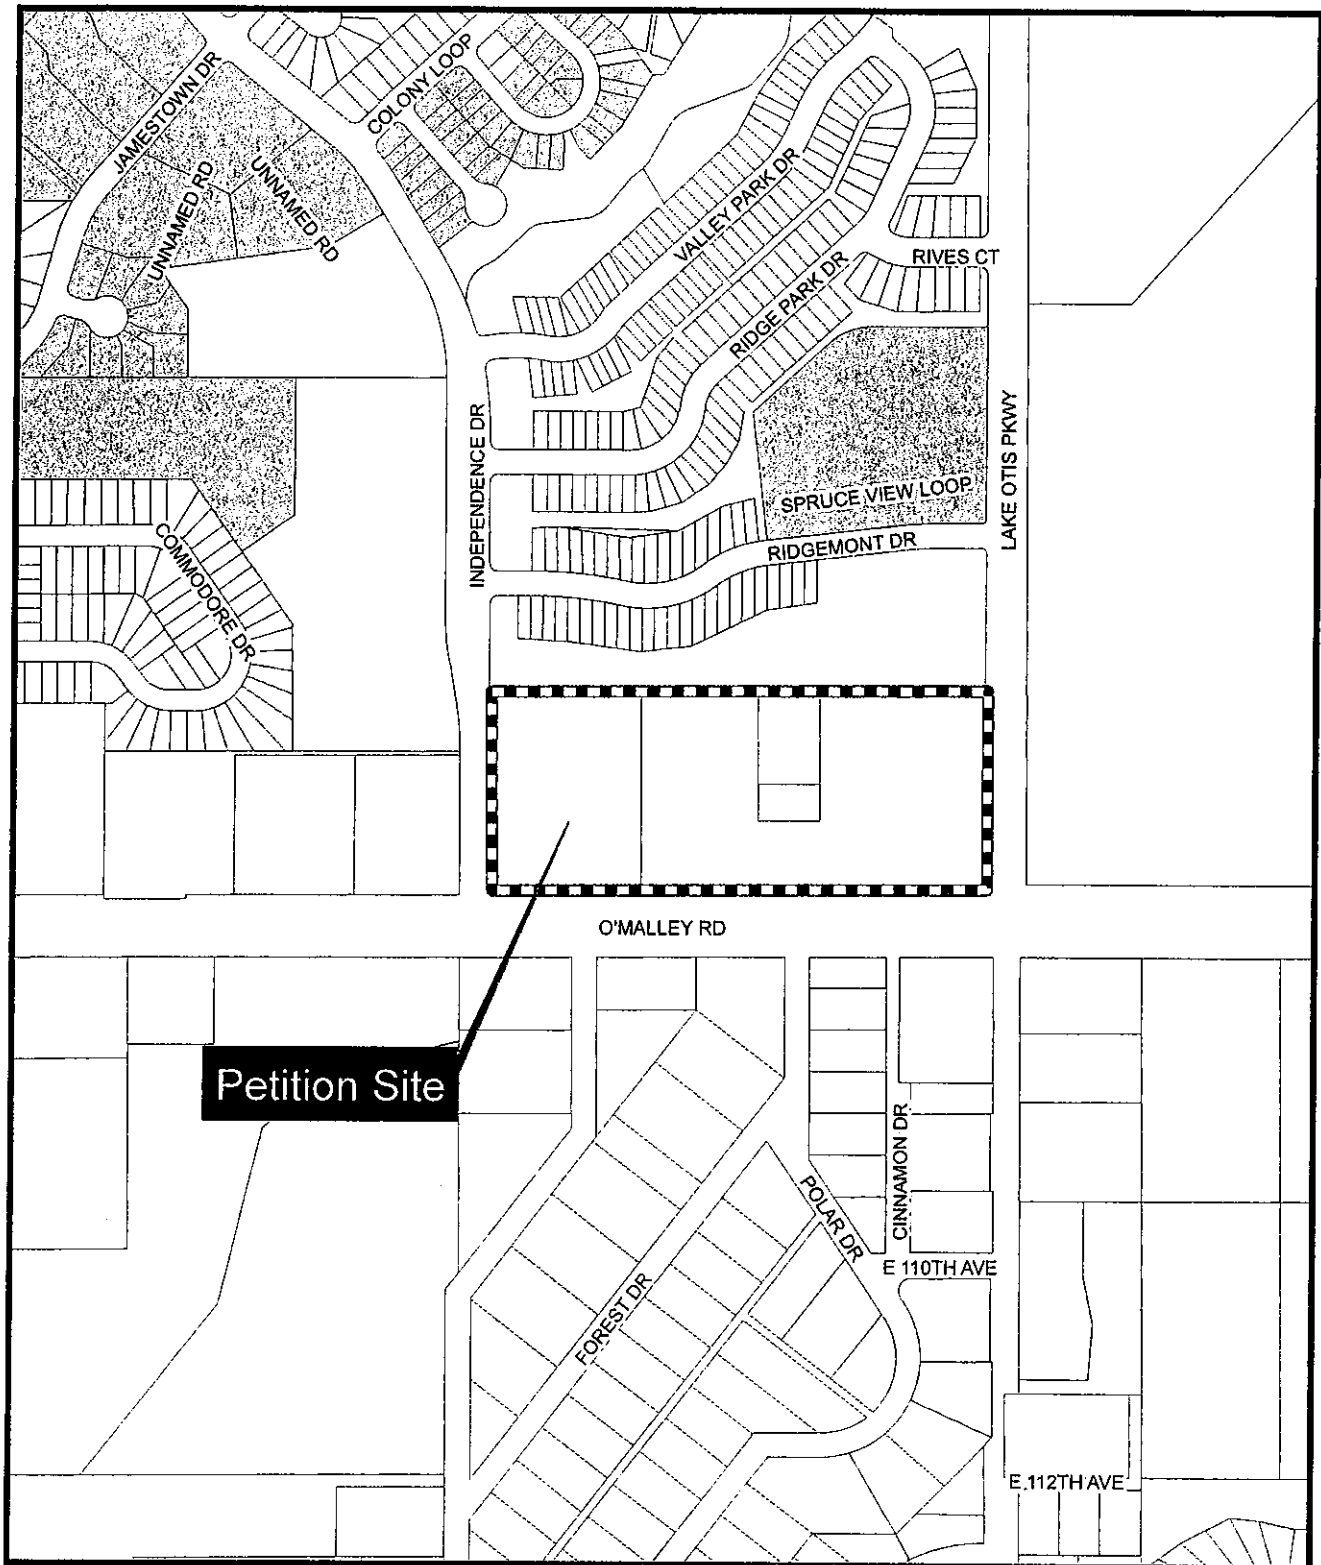 JAMESTOWN DR
COLONY LOOP
UNNAMED RD
UNNAMED RD
VALLEY PARK DR
RIVES CT
RIDGE PARK DR
INDEPENDENCE DR
LAKE OTIS PKWY
SPRUCE VIEW LOOP
RIDGEMONT DR
COMMODORE DR
O'MALLEY RD
Petition Site
CINNAMON DR
POLAR DR
E 110TH AVE
FOREST DR
E 112TH AVE